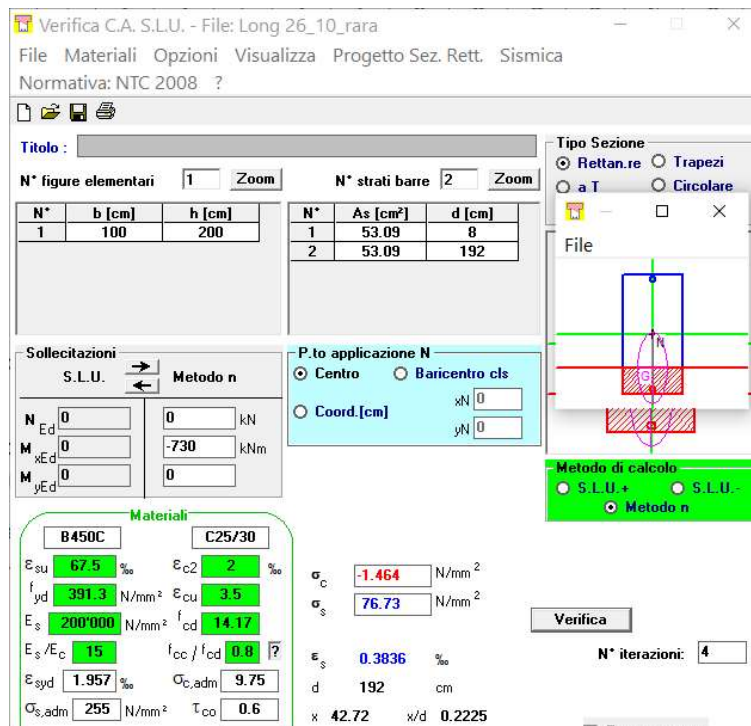 Verifica C.A. S.L.U. - File: Long 26_10_rara
File Materiali Opzioni Visualizza Progetto Sez. Rett. Sismica
Normativa: NTC 2008 ?
Titolo :
N° figure elementari 1 Zoom
N° strati barre 2 Zoom
N° b [cm] h [cm]
1 100 200
N° As [cm²] d [cm]
1 53.09 8
2 53.09 192
Tipo Sezione
Rettan.re Trapezi
a T Circolare
File
N
G
Sollecitazioni
S.L.U. Metodo n
N Ed 0 0 kN
M xEd 0 -730 kNm
M yEd 0 0
P.to applicazione N
Centro Baricentro cls
Coord.[cm] xN 0
yN 0
Metodo di calcolo
S.L.U.+ S.L.U.-
Metodo n
Materiali
B450C C25/30
εsu 67.5 ‰ εc2 2 ‰
fyd 391.3 N/mm² εcu 3.5
Es 200'000 N/mm² fcd 14.17
Es/Ec 15 fcc / fcd 0.8 ?
εsyd 1.957 ‰ σc,adm 9.75
σs,adm 255 N/mm² τco 0.6
σc -1.464 N/mm²
σs 76.73 N/mm²
εs 0.3836 ‰
d 192 cm
x 42.72 x/d 0.2225
Verifica
N° iterazioni: 4